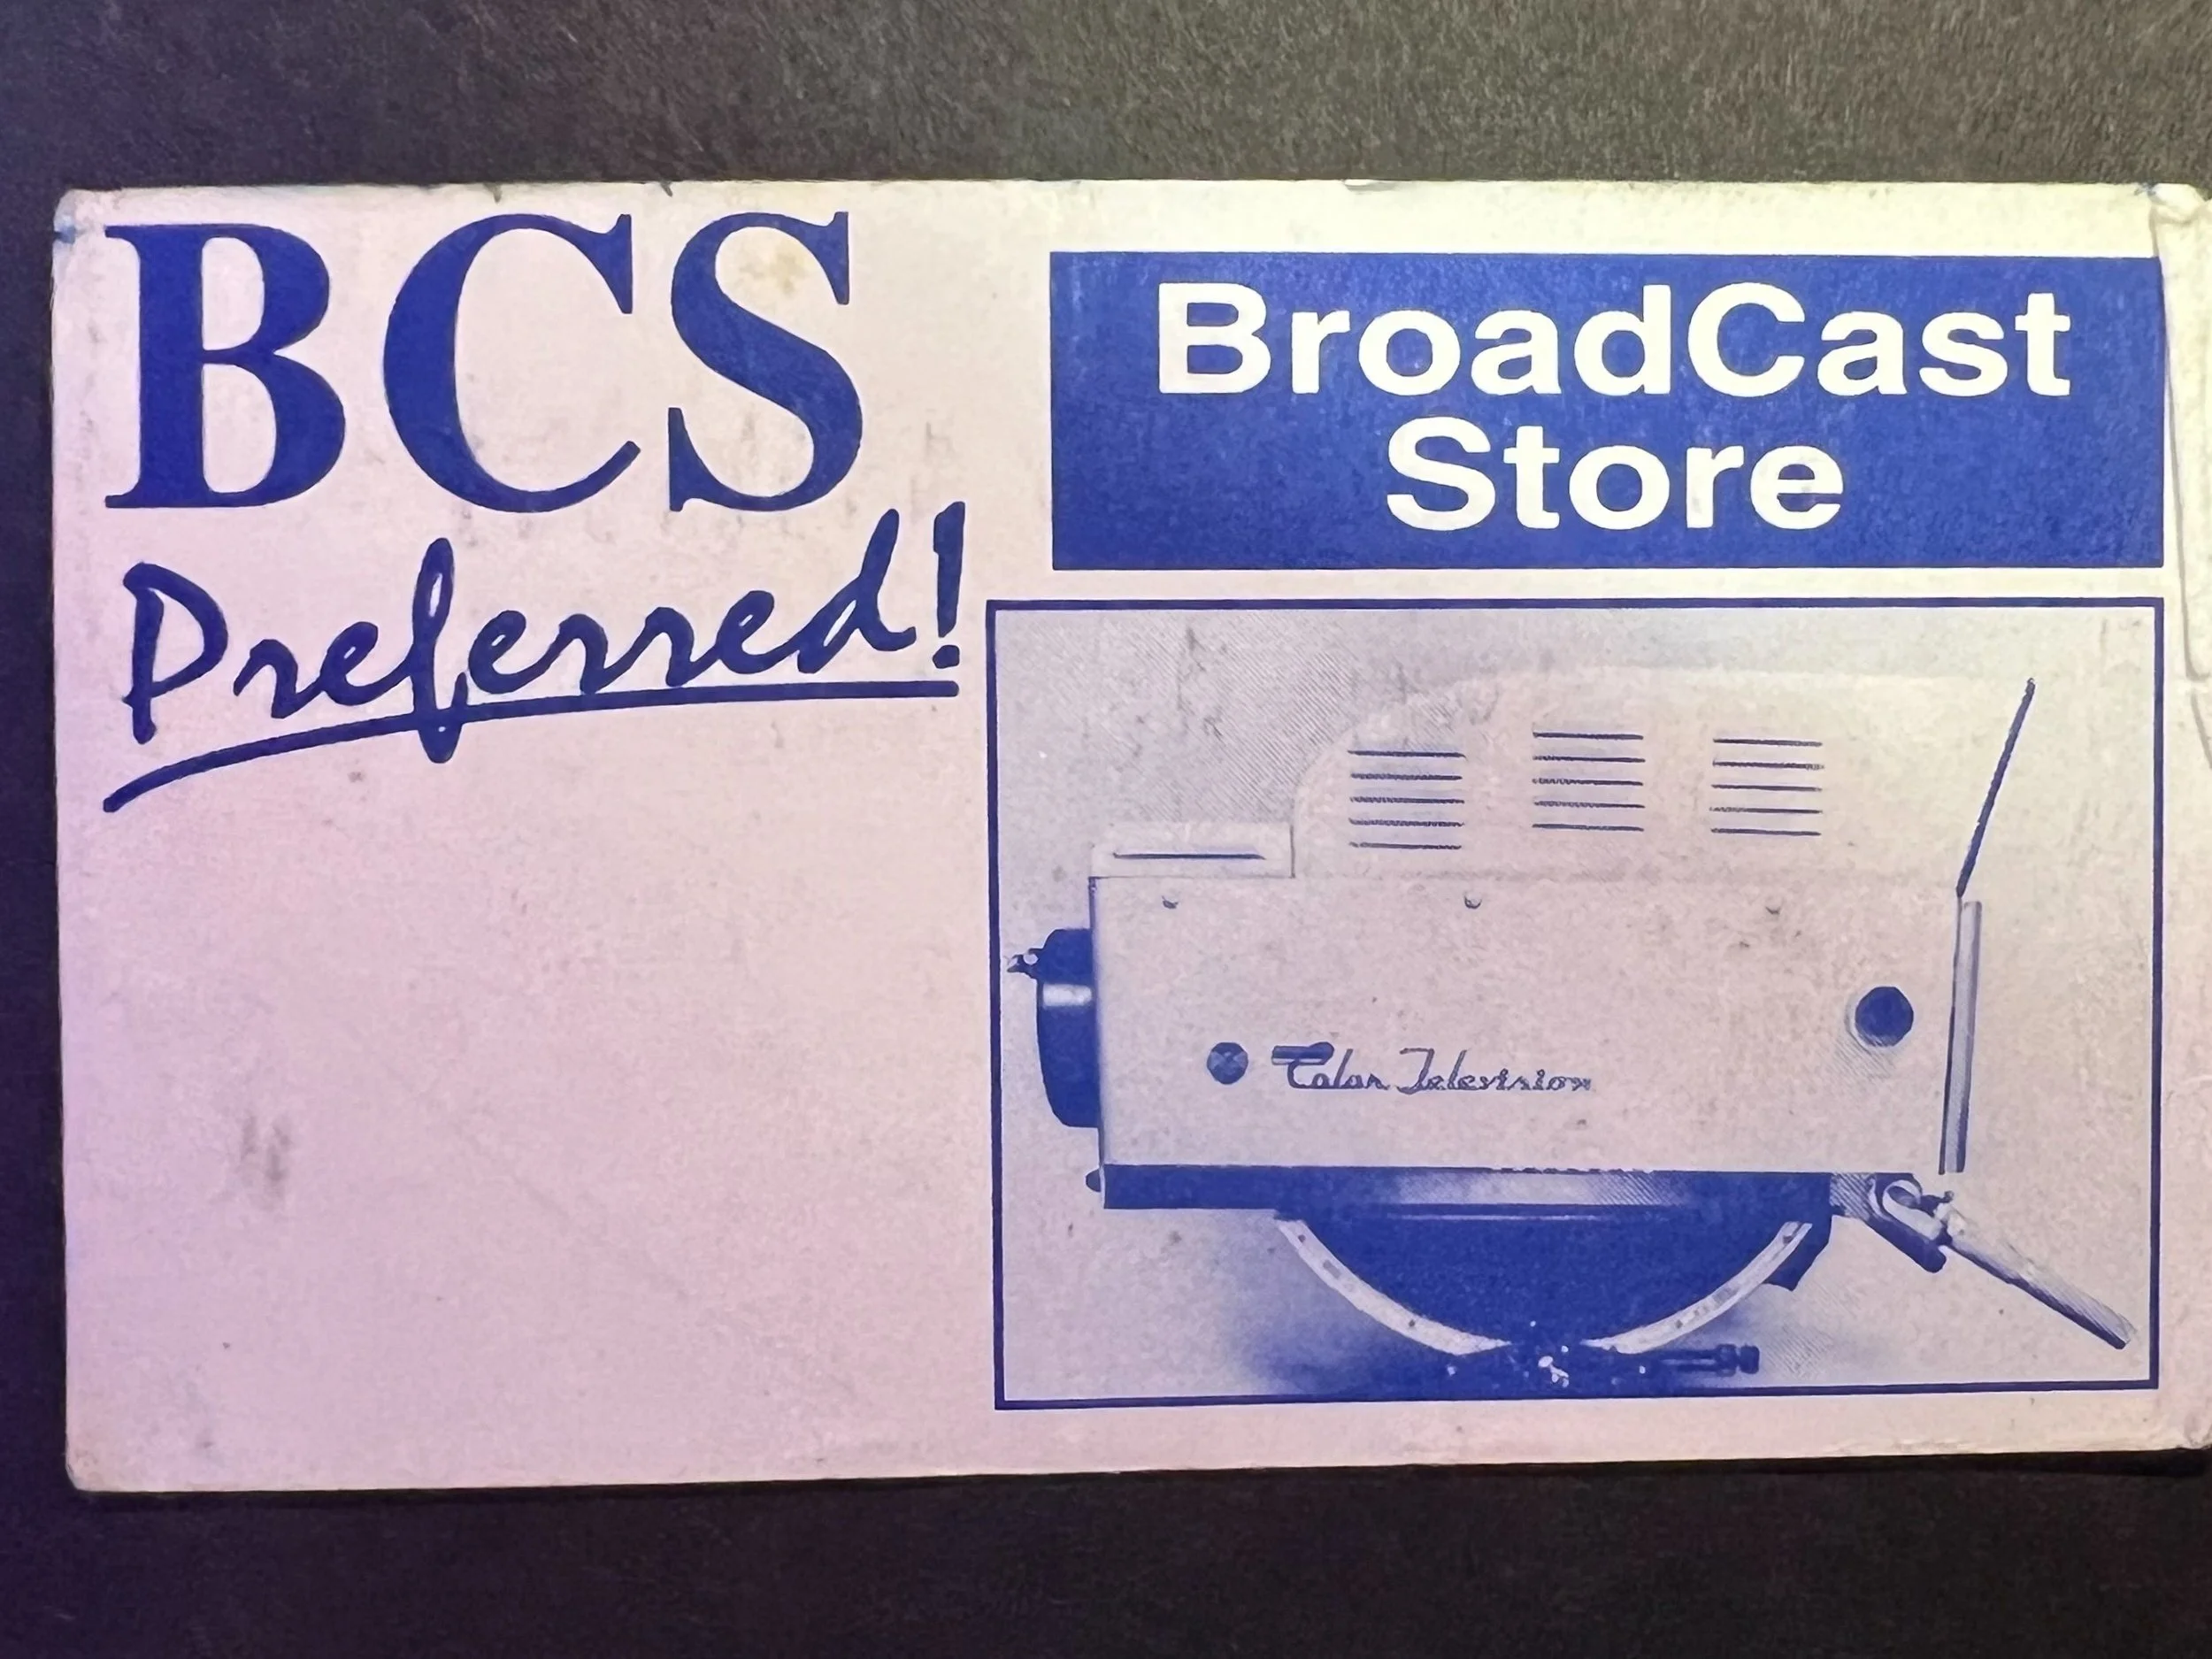 BCS
Preferred!
BroadCast
Store
Color Television